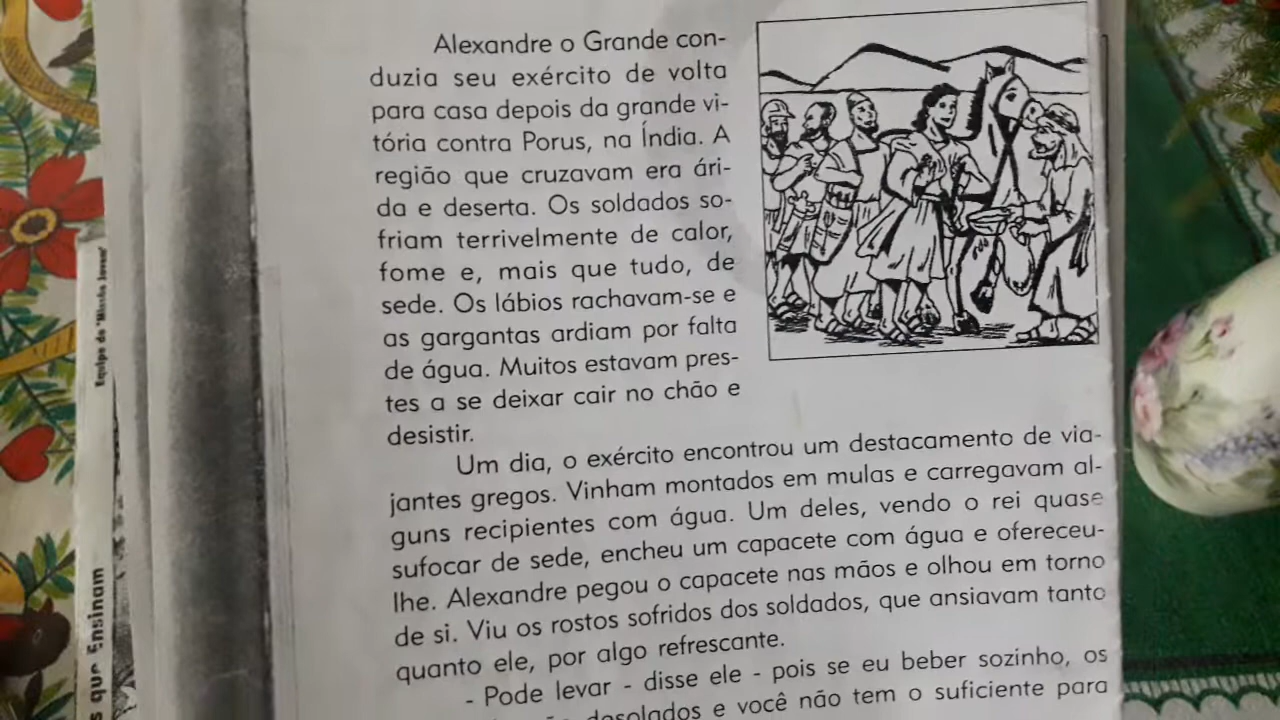 Alexandre o Grande con-
duzia seu exército de volta
para casa depois da grande vi-
tória contra Porus, na Índia. A
região que cruzavam era ári-
da e deserta. Os soldados so-
friam terrivelmente de calor,
fome e, mais que tudo, de
sede. Os lábios rachavam-se e
as gargantas ardiam por falta
de água. Muitos estavam pres-
tes a se deixar cair no chão e
desistir.
Um dia, o exército encontrou um destacamento de via-
jantes gregos. Vinham montados em mulas e carregavam al-
guns recipientes com água. Um deles, vendo o rei quase
sufocar de sede, encheu um capacete com água e ofereceu-
lhe. Alexandre pegou o capacete nas mãos e olhou em torno
de si. Viu os rostos sofridos dos soldados, que ansiavam tanto
quanto ele, por algo refrescante.
- Pode levar - disse ele - pois se eu beber sozinho, os
desolados e você não tem o suficiente para
Equipe da "Missão Jovem"
s que Ensinam